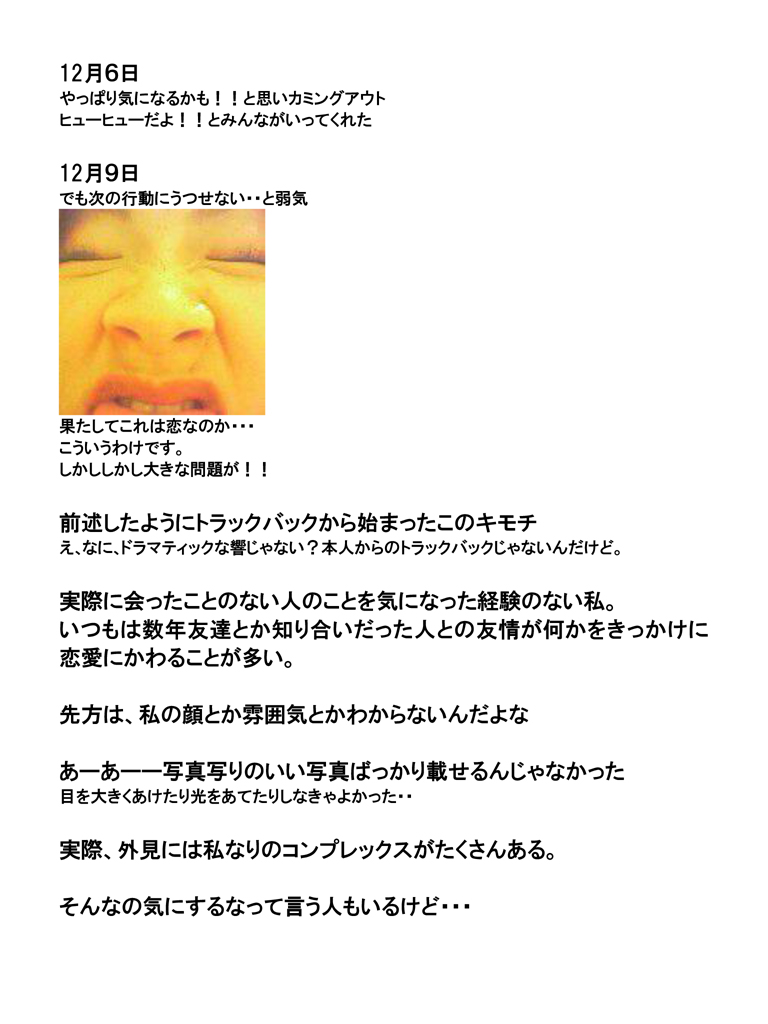 12月6日
やっぱり気になるかも！！と思いカミングアウト
ヒューヒューだよ！！とみんながいってくれた
12月9日
でも次の行動にうつせない・・と弱気
果たしてこれは恋なのか・・・
こういうわけです。
しかししかし大きな問題が！！
前述したようにトラックバックから始まったこのキモチ
え、なに、ドラマティックな響じゃない？本人からのトラックバックじゃないんだけど。
実際に会ったことのない人のことを気になった経験のない私。
いつもは数年友達とか知り合いだった人との友情が何かをきっかけに
恋愛にかわることが多い。
先方は、私の顔とか雰囲気とかわからないんだよな
あーあーー写真写りのいい写真ばっかり載せるんじゃなかった
目を大きくあけたり光をあてたりしなきゃよかった・・
実際、外見には私なりのコンプレックスがたくさんある。
そんなの気にするなって言う人もいるけど・・・